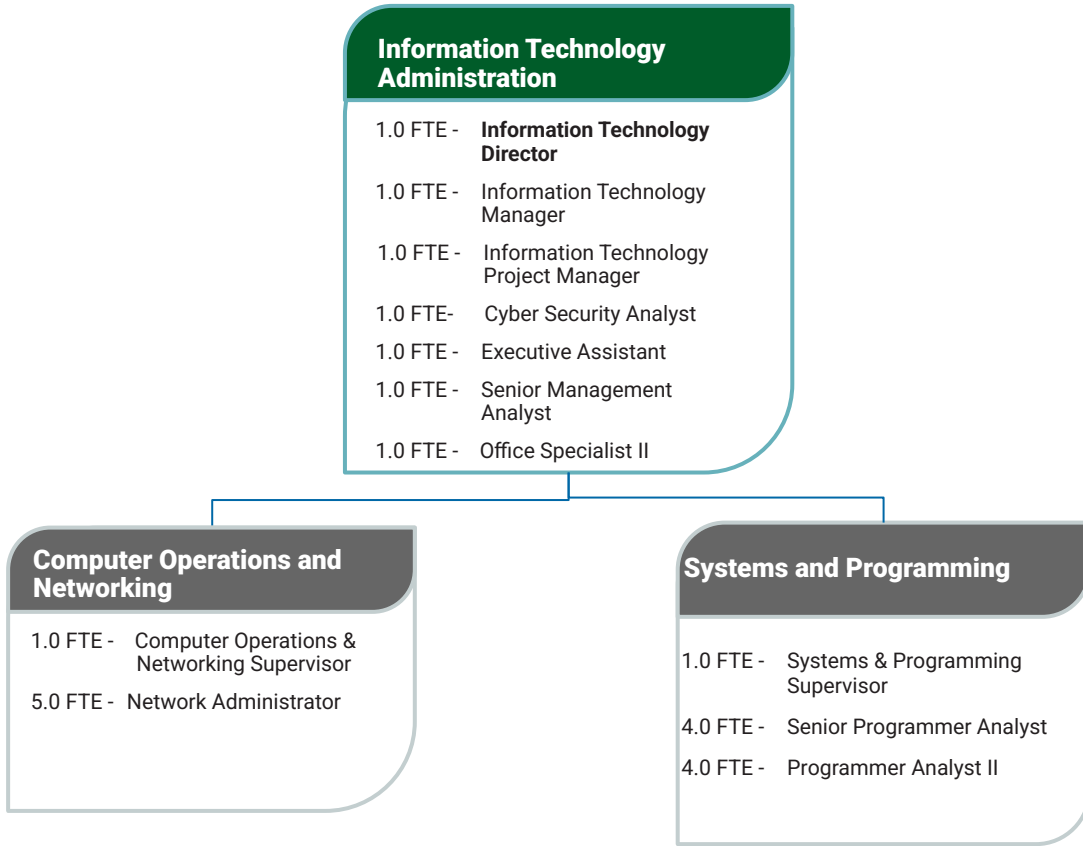 Information Technology
Administration
1.0 FTE - Information Technology
Director
1.0 FTE - Information Technology
Manager
1.0 FTE - Information Technology
Project Manager
1.0 FTE- Cyber Security Analyst
1.0 FTE - Executive Assistant
1.0 FTE - Senior Management
Analyst
1.0 FTE - Office Specialist II
Computer Operations and
Networking
1.0 FTE - Computer Operations &
Networking Supervisor
5.0 FTE - Network Administrator
Systems and Programming
1.0 FTE - Systems & Programming
Supervisor
4.0 FTE - Senior Programmer Analyst
4.0 FTE - Programmer Analyst II